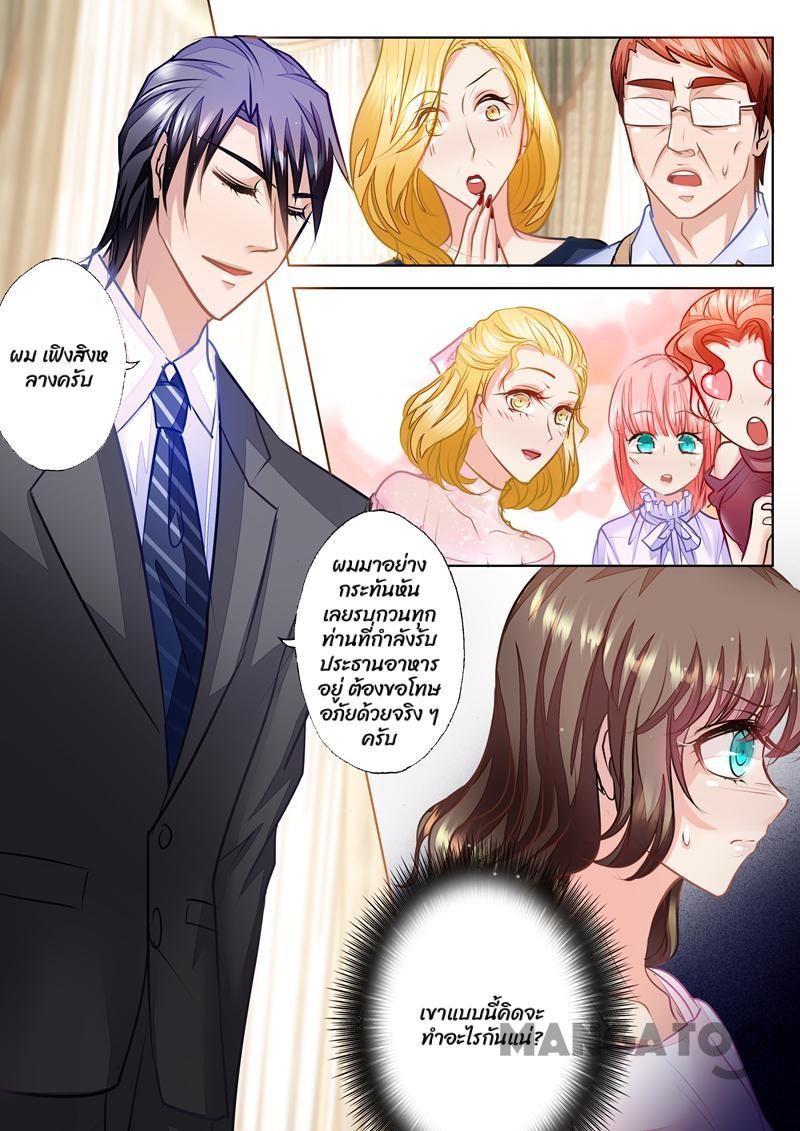 ผม เฟิงสิงห
ลางครับ
ผมมาอย่าง
กระทันหัน
เลยรบกวนทุก
ท่านที่กำลังรับ
ประธานอาหาร
อยู่ ต้องขอโทษ
อภัยด้วยจริง ๆ
ครับ
เขาแบบนี้คิดจะ
ทำอะไรกันแน่?
MANGATOON